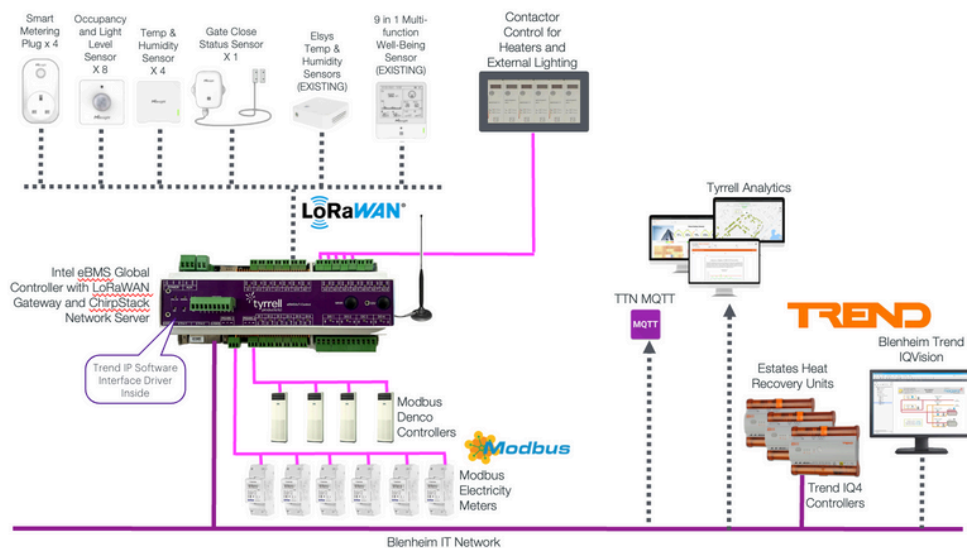 Smart
Metering
Plug x 4
Occupancy
and Light
Level
Sensor
X 8
Temp &
Humidity
Sensor
X 4
Gate Close
Status Sensor
X 1
Elsys
Temp &
Humidity
Sensors
(EXISTING)
9 in 1 Multi-
function
Well-Being
Sensor
(EXISTING)
Contactor
Control for
Heaters and
External Lighting
LoRaWAN®
Tyrrell Analytics
Intel eBMS Global
Controller with LoRaWAN
Gateway and ChirpStack
Network Server
tyrrell
Trend IP Software
Interface Driver
Inside
TTN MQTT
MQTT
TREND
Blenheim Trend
IQVision
Estates Heat
Recovery Units
Modbus
Denco
Controllers
Modbus
Modbus
Electricity
Meters
Trend IQ4
Controllers
Blenheim IT Network